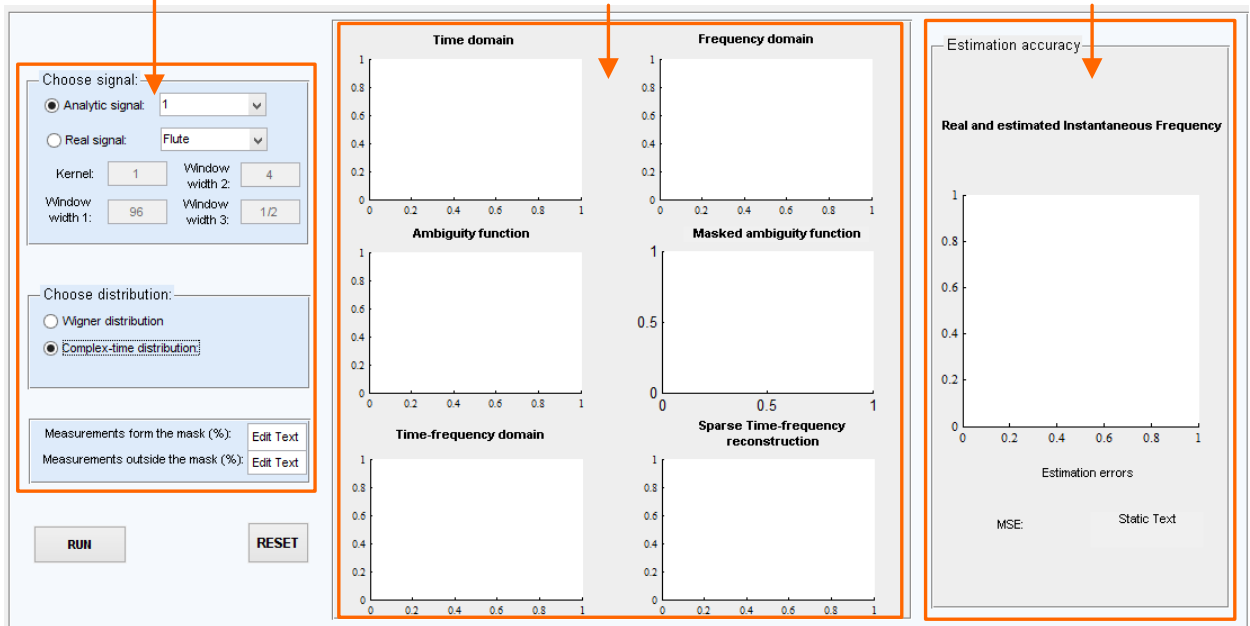 Choose signal:
Analytic signal: 1
Real signal: Flute
Kernel: 1 Window width 2: 4
Window width 1: 96 Window width 3: 1/2
Choose distribution:
Wigner distribution
Complex-time distribution:
Measurements form the mask (%): Edit Text
Measurements outside the mask (%): Edit Text
RUN RESET
Time domain
1
0.8
0.6
0.4
0.2
0
0 0.2 0.4 0.6 0.8 1
Frequency domain
1
0.8
0.6
0.4
0.2
0
0 0.2 0.4 0.6 0.8 1
Ambiguity function
1
0.8
0.6
0.4
0.2
0
0 0.2 0.4 0.6 0.8 1
Masked ambiguity function
1
0.5
0
0 0.5 1
Time-frequency domain
1
0.8
0.6
0.4
0.2
0
0 0.2 0.4 0.6 0.8 1
Sparse Time-frequency
reconstruction
1
0.8
0.6
0.4
0.2
0
0 0.2 0.4 0.6 0.8 1
Estimation accuracy
Real and estimated Instantaneous Frequency
1
0.8
0.6
0.4
0.2
0
0 0.2 0.4 0.6 0.8 1
Estimation errors
MSE: Static Text